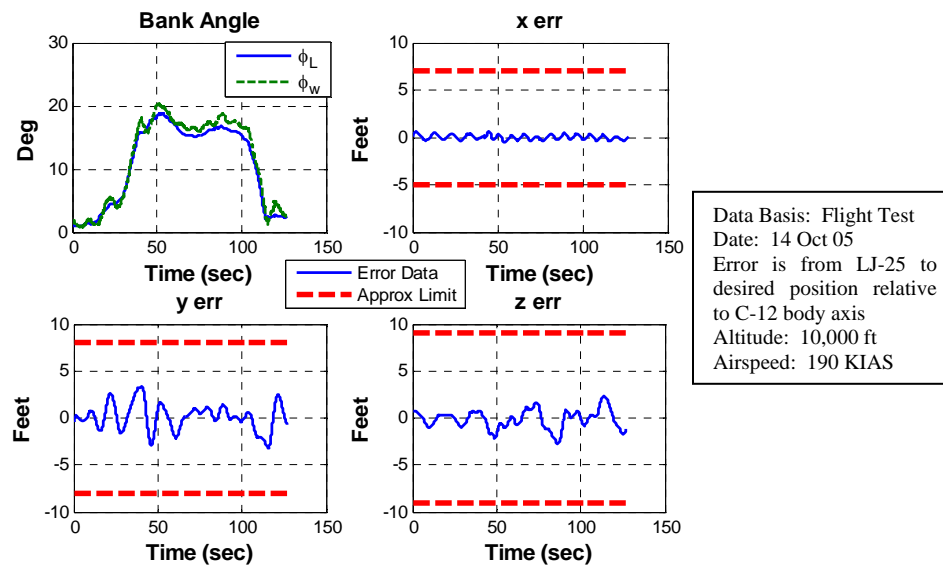 Bank Angle
30
20
10
0
0
50
100
150
Deg
Time (sec)
ϕL
ϕw
x err
10
5
0
-5
-10
0
50
100
150
Feet
Time (sec)
Error Data
Approx Limit
y err
10
5
0
-5
-10
0
50
100
150
Feet
Time (sec)
z err
10
5
0
-5
-10
0
50
100
150
Feet
Time (sec)
Data Basis: Flight Test
Date: 14 Oct 05
Error is from LJ-25 to
desired position relative
to C-12 body axis
Altitude: 10,000 ft
Airspeed: 190 KIAS